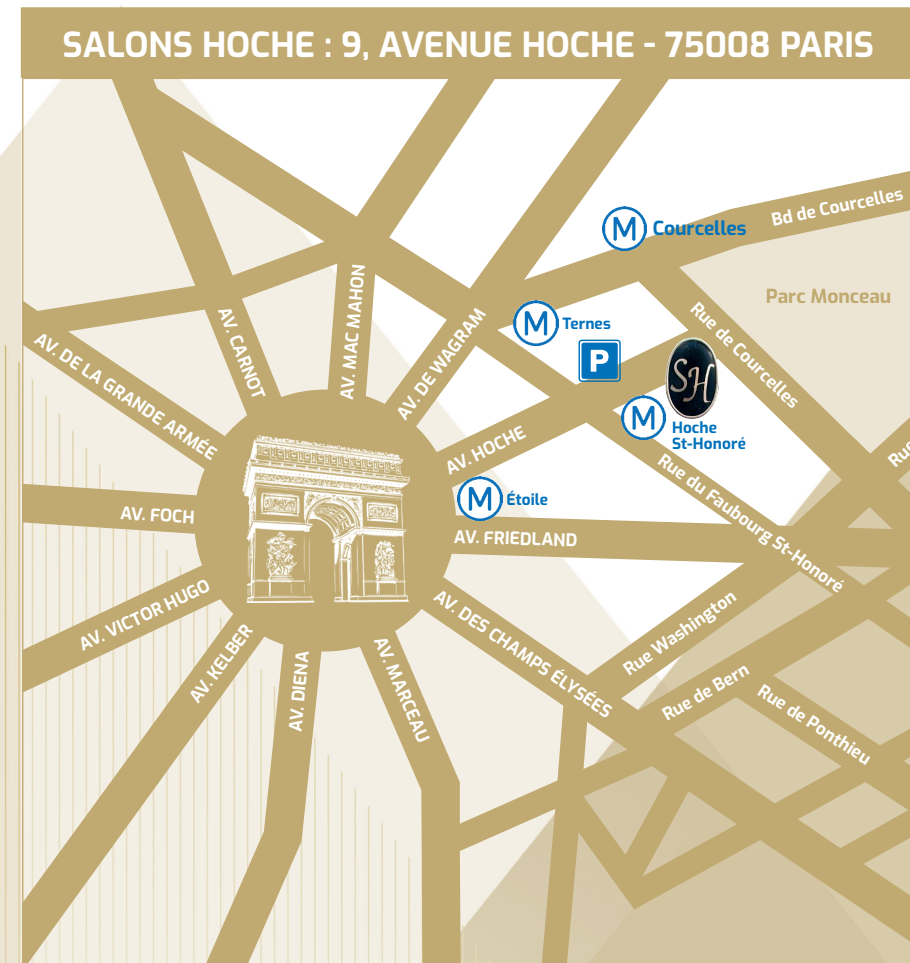 SALONS HOCHE : 9, AVENUE HOCHE - 75008 PARIS
Bd de Courcelles
M Courcelles
Parc Monceau
M Ternes
P
Rue de Courcelles
SH
M Hoche
St-Honoré
AV. MAC MAHON
AV. CARNOT
AV. DE WAGRAM
AV. DE LA GRANDE ARMÉE
AV. HOCHE
Rue
Rue du Faubourg St-Honoré
M Étoile
AV. FOCH
AV. FRIEDLAND
AV. VICTOR HUGO
AV. DES CHAMPS ÉLYSÉES
Rue Washington
AV. KELBER
AV. DIENA
AV. MARCEAU
Rue de Bern
Rue de Ponthieu